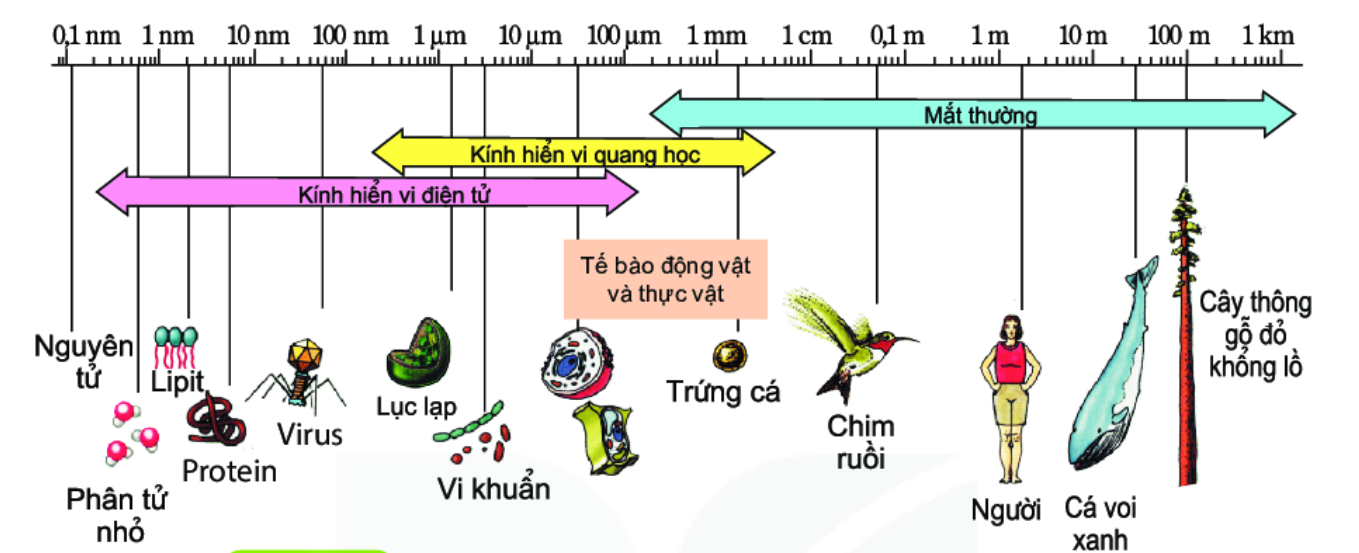 0,1 nm 1 nm 10 nm 100 nm 1 µm 10 µm 100 µm 1 mm 1 cm 0,1 m 1 m 10 m 100 m 1 km
Mắt thường
Kính hiển vi quang học
Kính hiển vi điện tử
Tế bào động vật
và thực vật
Nguyên
tử
Lipit
Phân tử
nhỏ
Protein
Virus
Lục lạp
Vi khuẩn
Trứng cá
Chim
ruồi
Người
Cá voi
xanh
Cây thông
gỗ đỏ
khổng lồ